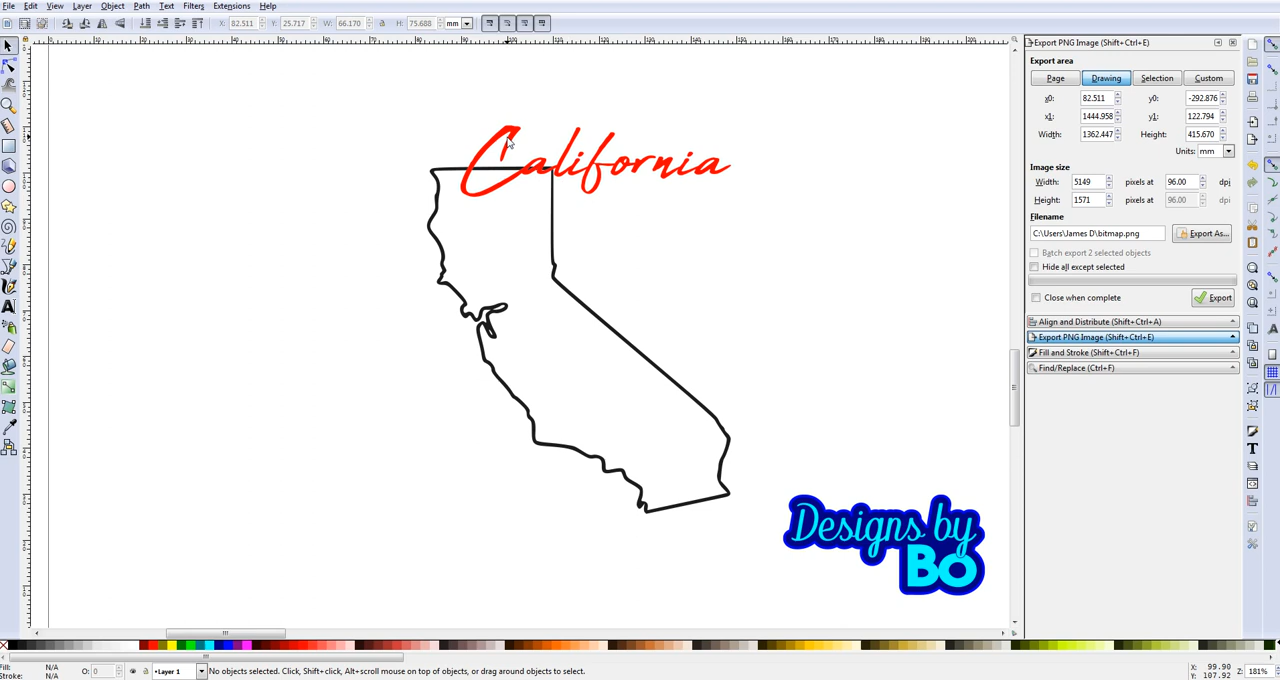 File Edit View Layer Object Path Text Filters Extensions Help
X: 82.511 Y: 25.717 W: 66.170 H: 75.688 mm
Export PNG Image (Shift+Ctrl+E)
Export area
Page Drawing Selection Custom
x0: 82.511 y0: -292.876
x1: 1444.958 y1: 122.794
Width: 1362.447 Height: 415.670
Units: mm
Image size
Width: 5149 pixels at 96.00 dpi
Height: 1571 pixels at 96.00 dpi
Filename
C:\Users\James D\bitmap.png Export As...
Batch export 2 selected objects
Hide all except selected
Close when complete Export
Align and Distribute (Shift+Ctrl+A)
Export PNG Image (Shift+Ctrl+E)
Fill and Stroke (Shift+Ctrl+F)
Find/Replace (Ctrl+F)
California
Designs by
Bo
Fill: N/A
Stroke: N/A
O: 0
Layer 1
No objects selected. Click, Shift+click, Alt+scroll mouse on top of objects, or drag around objects to select.
X: 99.90
Y: 107.92
Z: 181%